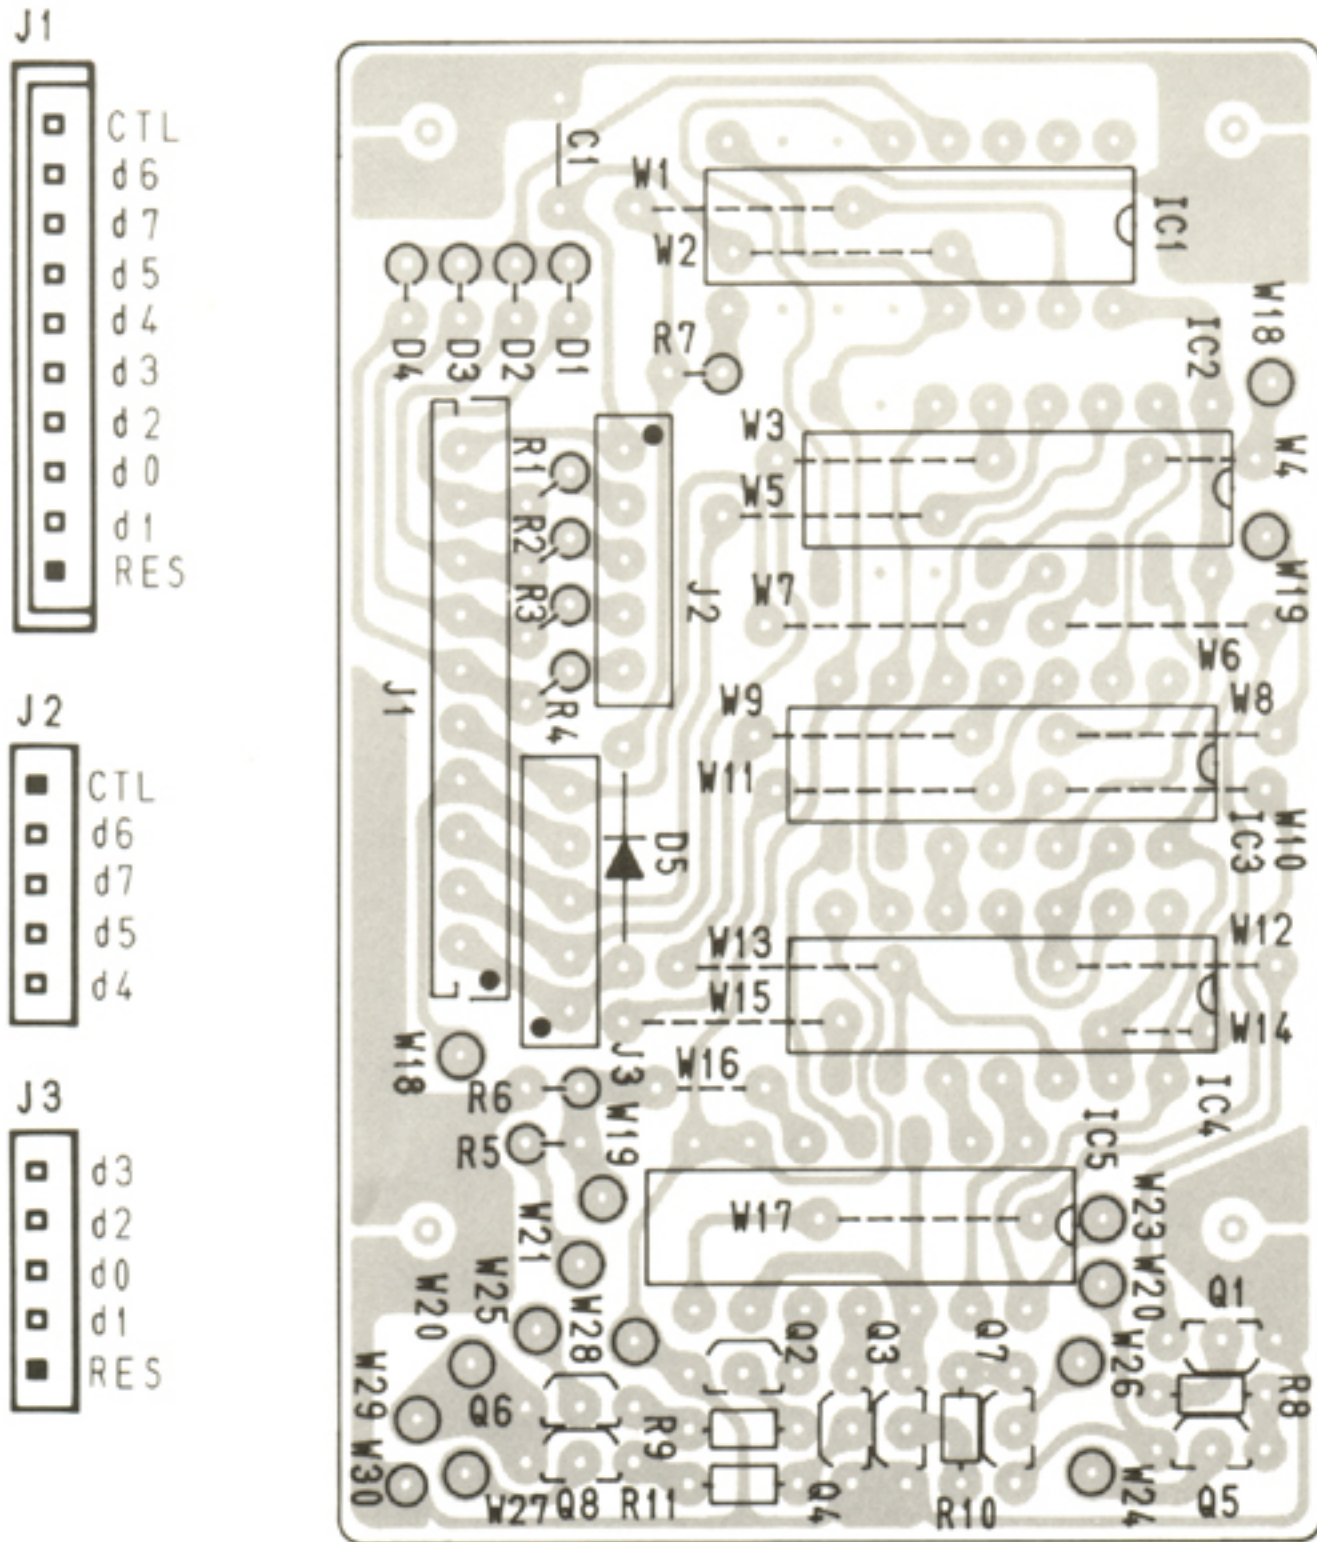 J1
CTL
d6
d7
d5
d4
d3
d2
d0
d1
RES
J2
CTL
d6
d7
d5
d4
J3
d3
d2
d0
d1
RES
C1
W1
W2
IC1
W18
IC2
R7
D4
D3
D2
D1
W3
W4
W5
R1
R2
R3
R4
J2
W7
W19
W6
J1
W9
W8
W11
IC3
W10
D5
W13
W12
W15
W14
W18
J3
W16
R6
IC4
IC5
R5
W19
W17
W23
W21
W20
W25
W20
Q1
W28
Q2
Q3
Q7
W26
W29
Q6
R8
R9
W30
W27
Q8
R11
Q4
R10
W24
Q5